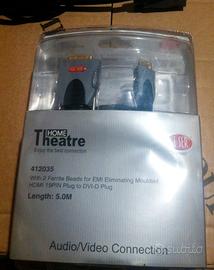 HOME
Theatre
Enjoy the best connection
412035
With 2 Ferrite Beads for EMI Eliminating Moulded
HDMI 19PIN Plug to DVI-D Plug
Length: 5.0M
Audio/Video Connection